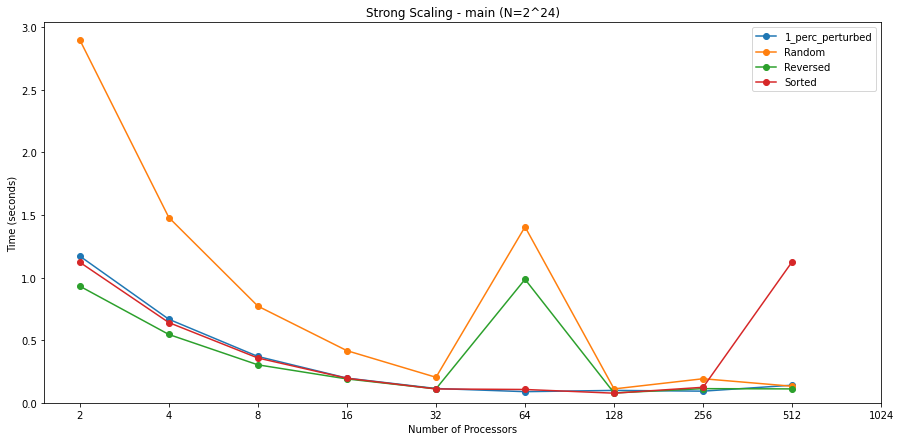 Strong Scaling - main (N=2^24)
1_perc_perturbed
Random
Reversed
Sorted
3.0
2.5
2.0
1.5
1.0
0.5
0.0
Time (seconds)
2 4 8 16 32 64 128 256 512 1024
Number of Processors